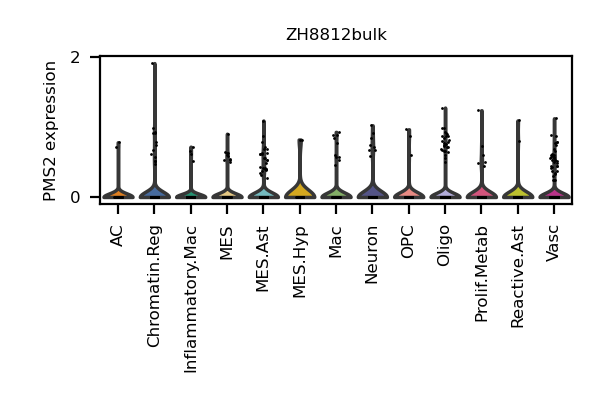 ZH8812bulk
PMS2 expression
2
0
AC
Chromatin.Reg
Inflammatory.Mac
MES
MES.Ast
MES.Hyp
Mac
Neuron
OPC
Oligo
Prolif.Metab
Reactive.Ast
Vasc